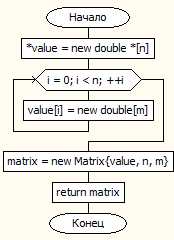 Начало
*value = new double *[n]
i = 0; i < n; ++i
value[i] = new double[m]
matrix = new Matrix{value, n, m}
return matrix
Конец